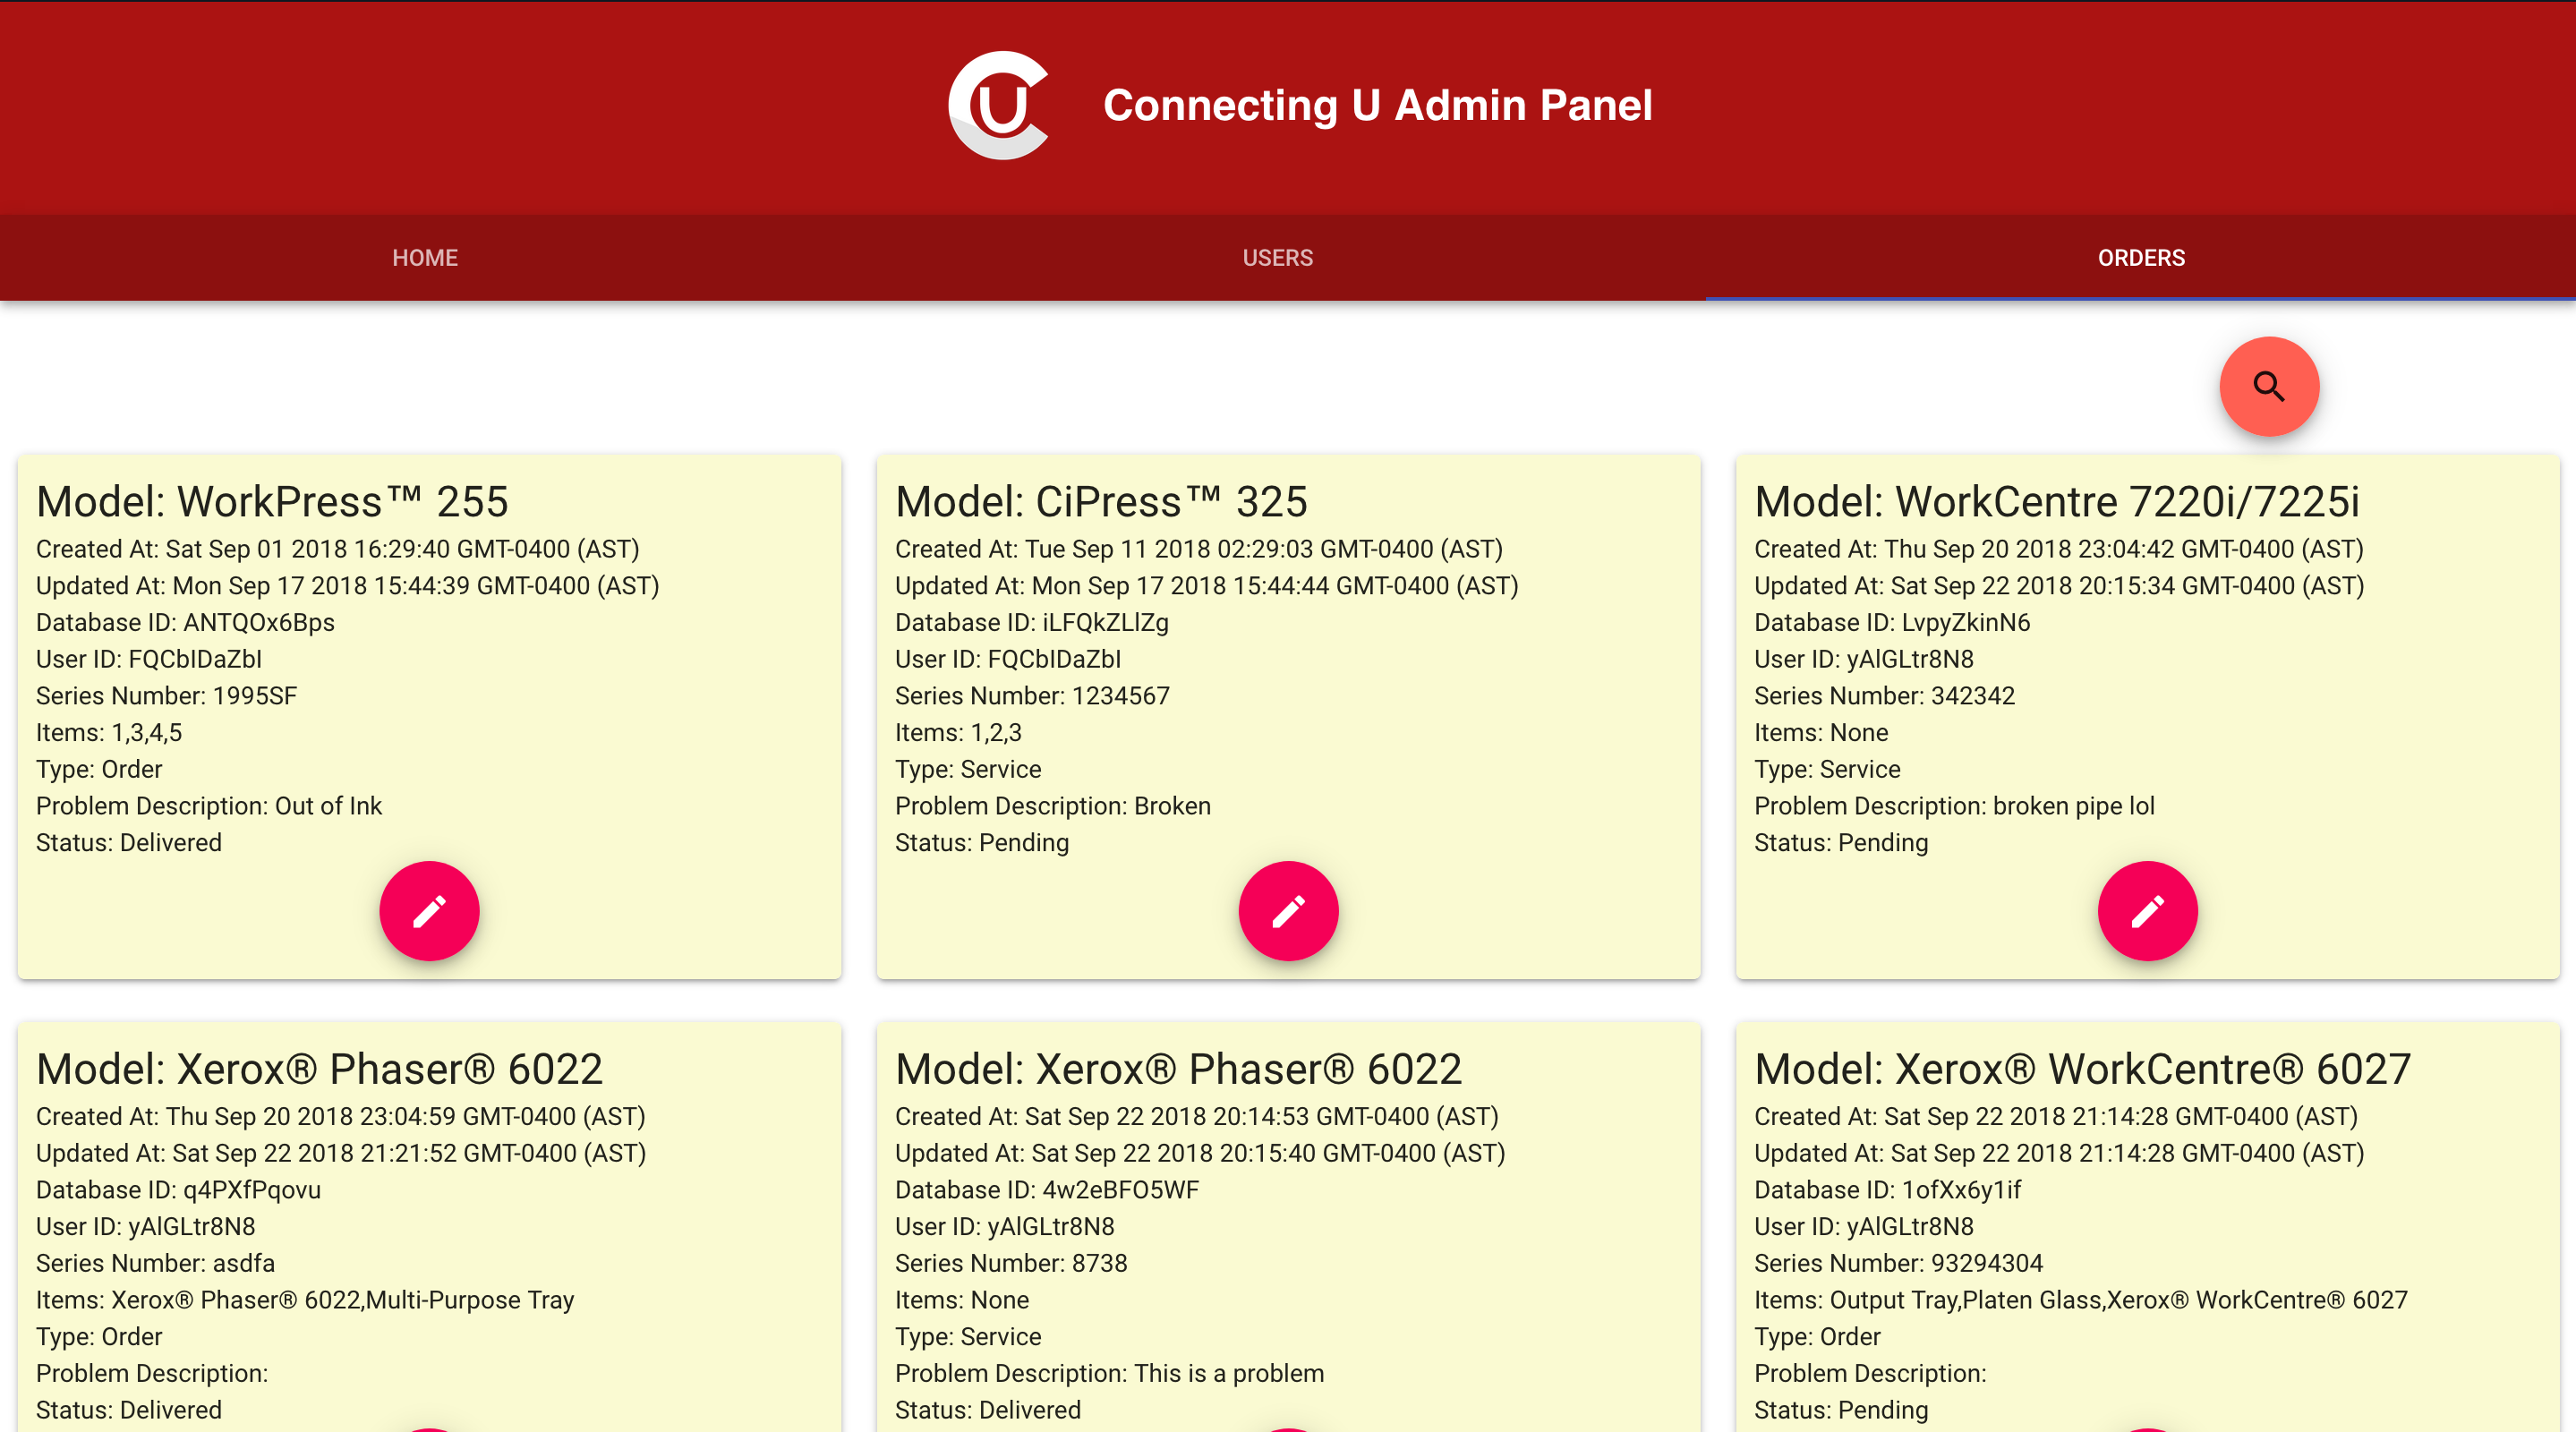 U
Connecting U Admin Panel
HOME
USERS
ORDERS
Model: WorkPress™ 255
Created At: Sat Sep 01 2018 16:29:40 GMT-0400 (AST)
Updated At: Mon Sep 17 2018 15:44:39 GMT-0400 (AST)
Database ID: ANTQOx6Bps
User ID: FQCbIDaZbI
Series Number: 1995SF
Items: 1,3,4,5
Type: Order
Problem Description: Out of Ink
Status: Delivered
Model: CiPress™ 325
Created At: Tue Sep 11 2018 02:29:03 GMT-0400 (AST)
Updated At: Mon Sep 17 2018 15:44:44 GMT-0400 (AST)
Database ID: iLFQkZLlZg
User ID: FQCbIDaZbI
Series Number: 1234567
Items: 1,2,3
Type: Service
Problem Description: Broken
Status: Pending
Model: WorkCentre 7220i/7225i
Created At: Thu Sep 20 2018 23:04:42 GMT-0400 (AST)
Updated At: Sat Sep 22 2018 20:15:34 GMT-0400 (AST)
Database ID: LvpyZkinN6
User ID: yAlGLtr8N8
Series Number: 342342
Items: None
Type: Service
Problem Description: broken pipe lol
Status: Pending
Model: Xerox® Phaser® 6022
Created At: Thu Sep 20 2018 23:04:59 GMT-0400 (AST)
Updated At: Sat Sep 22 2018 21:21:52 GMT-0400 (AST)
Database ID: q4PXfPqovu
User ID: yAlGLtr8N8
Series Number: asdfa
Items: Xerox® Phaser® 6022,Multi-Purpose Tray
Type: Order
Problem Description:
Status: Delivered
Model: Xerox® Phaser® 6022
Created At: Sat Sep 22 2018 20:14:53 GMT-0400 (AST)
Updated At: Sat Sep 22 2018 20:15:40 GMT-0400 (AST)
Database ID: 4w2eBFO5WF
User ID: yAlGLtr8N8
Series Number: 8738
Items: None
Type: Service
Problem Description: This is a problem
Status: Delivered
Model: Xerox® WorkCentre® 6027
Created At: Sat Sep 22 2018 21:14:28 GMT-0400 (AST)
Updated At: Sat Sep 22 2018 21:14:28 GMT-0400 (AST)
Database ID: 1ofXx6y1if
User ID: yAlGLtr8N8
Series Number: 93294304
Items: Output Tray,Platen Glass,Xerox® WorkCentre® 6027
Type: Order
Problem Description:
Status: Pending